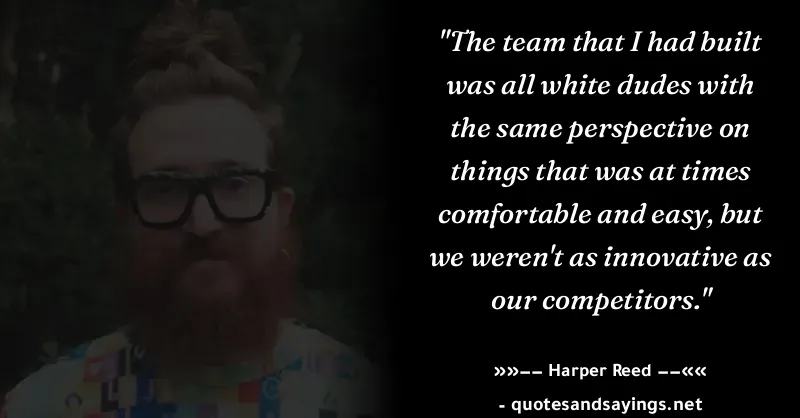 "The team that I had built
was all white dudes with
the same perspective on
things that was at times
comfortable and easy, but
we weren't as innovative as
our competitors."
»»—— Harper Reed ——««
- quotesandsayings.net